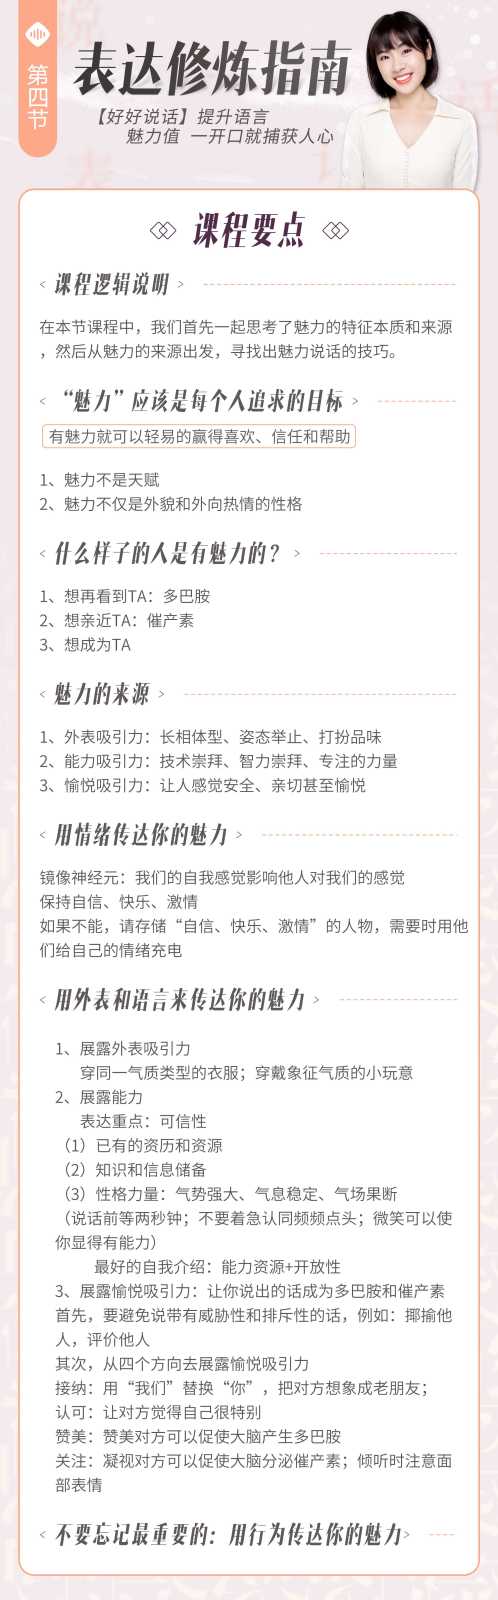 第四节
表达修炼指南
【好好说话】提升语言
魅力值 一开口就捕获人心
课程要点
课程逻辑说明
在本节课程中，我们首先一起思考了魅力的特征本质和来源
，然后从魅力的来源出发，寻找出魅力说话的技巧。
“魅力”应该是每个人追求的目标
有魅力就可以轻易的赢得喜欢、信任和帮助
1、魅力不是天赋
2、魅力不仅是外貌和外向热情的性格
什么样子的人是有魅力的？
1、想再看到TA：多巴胺
2、想亲近TA：催产素
3、想成为TA
魅力的来源
1、外表吸引力：长相体型、姿态举止、打扮品味
2、能力吸引力：技术崇拜、智力崇拜、专注的力量
3、愉悦吸引力：让人感觉安全、亲切甚至愉悦
用情绪传达你的魅力
镜像神经元：我们的自我感觉影响他人对我们的感觉
保持自信、快乐、激情
如果不能，请存储“自信、快乐、激情”的人物，需要时用他
们给自己的情绪充电
用外表和语言来传达你的魅力
1、展露外表吸引力
穿同一气质类型的衣服；穿戴象征气质的小玩意
2、展露能力
表达重点：可信性
（1）已有的资历和资源
（2）知识和信息储备
（3）性格力量：气势强大、气息稳定、气场果断
（说话前等两秒钟；不要着急认同频频点头；微笑可以使
你显得有能力）
最好的自我介绍：能力资源+开放性
3、展露愉悦吸引力：让你说出的话成为多巴胺和催产素
首先，要避免说带有威胁性和排斥性的话，例如：揶揄他
人，评价他人
其次，从四个方向去展露愉悦吸引力
接纳：用“我们”替换“你”，把对方想象成老朋友；
认可：让对方觉得自己很特别
赞美：赞美对方可以促使大脑产生多巴胺
关注：凝视对方可以促使大脑分泌催产素；倾听时注意面
部表情
不要忘记最重要的：用行为传达你的魅力